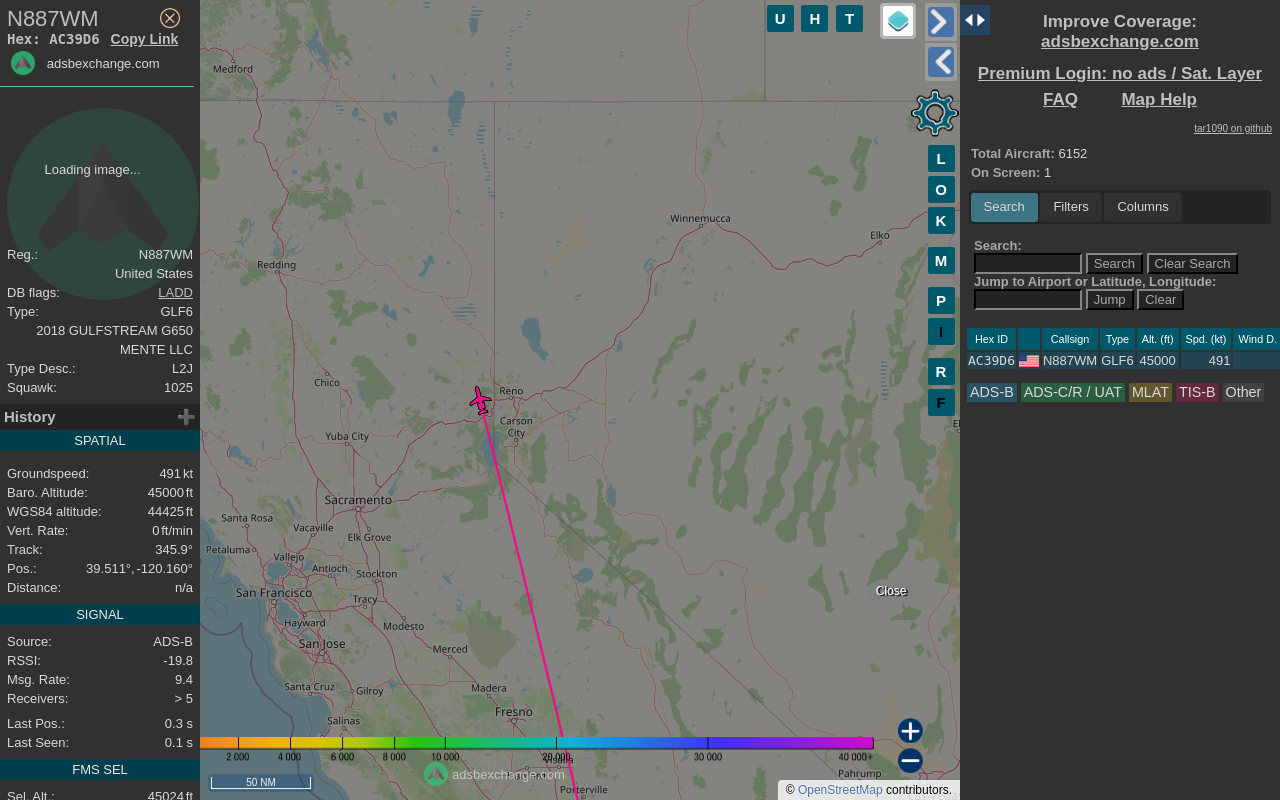 N887WM
Hex: AC39D6 Copy Link
adsbexchange.com
Loading image...
Reg.: N887WM
United States
DB flags: LADD
Type: GLF6
2018 GULFSTREAM G650
MENTE LLC
Type Desc.: L2J
Squawk: 1025
History
SPATIAL
Groundspeed: 491 kt
Baro. Altitude: 45000 ft
WGS84 altitude: 44425 ft
Vert. Rate: 0 ft/min
Track: 345.9°
Pos.: 39.511°, -120.160°
Distance: n/a
SIGNAL
Source: ADS-B
RSSI: -19.8
Msg. Rate: 9.4
Receivers: > 5
Last Pos.: 0.3 s
Last Seen: 0.1 s
FMS SEL
Sel. Alt.: 45024 ft
U H T
L
O
K
M
P
I
R
F
Medford
Winnemucca
Elko
Redding
Chico
Reno
Carson
City
Yuba City
Sacramento
Santa Rosa
Vacaville
Elk Grove
Petaluma
Vallejo
Antioch
Stockton
San Francisco
Tracy
Hayward
Modesto
San Jose
Merced
Santa Cruz
Gilroy
Madera
Fresno
Salinas
Visalia
Porterville
Pahrump
El
Close
2 000 4 000 6 000 8 000 10 000 20 000 30 000 40 000+
adsbexchange.com
50 NM
© OpenStreetMap contributors.
Improve Coverage:
adsbexchange.com
Premium Login: no ads / Sat. Layer
FAQ Map Help
tar1090 on github
Total Aircraft: 6152
On Screen: 1
Search Filters Columns
Search:
Search Clear Search
Jump to Airport or Latitude, Longitude:
Jump Clear
Hex ID Callsign Type Alt. (ft) Spd. (kt) Wind D.
AC39D6 N887WM GLF6 45000 491
ADS-B ADS-C/R / UAT MLAT TIS-B Other